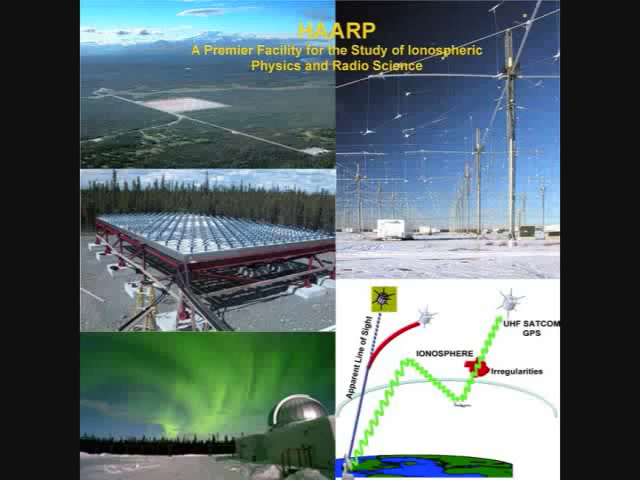 HAARP
A Premier Facility for the Study of Ionospheric
Physics and Radio Science
Apparent Line of Sight
UHF SATCOM
GPS
IONOSPHERE
Irregularities